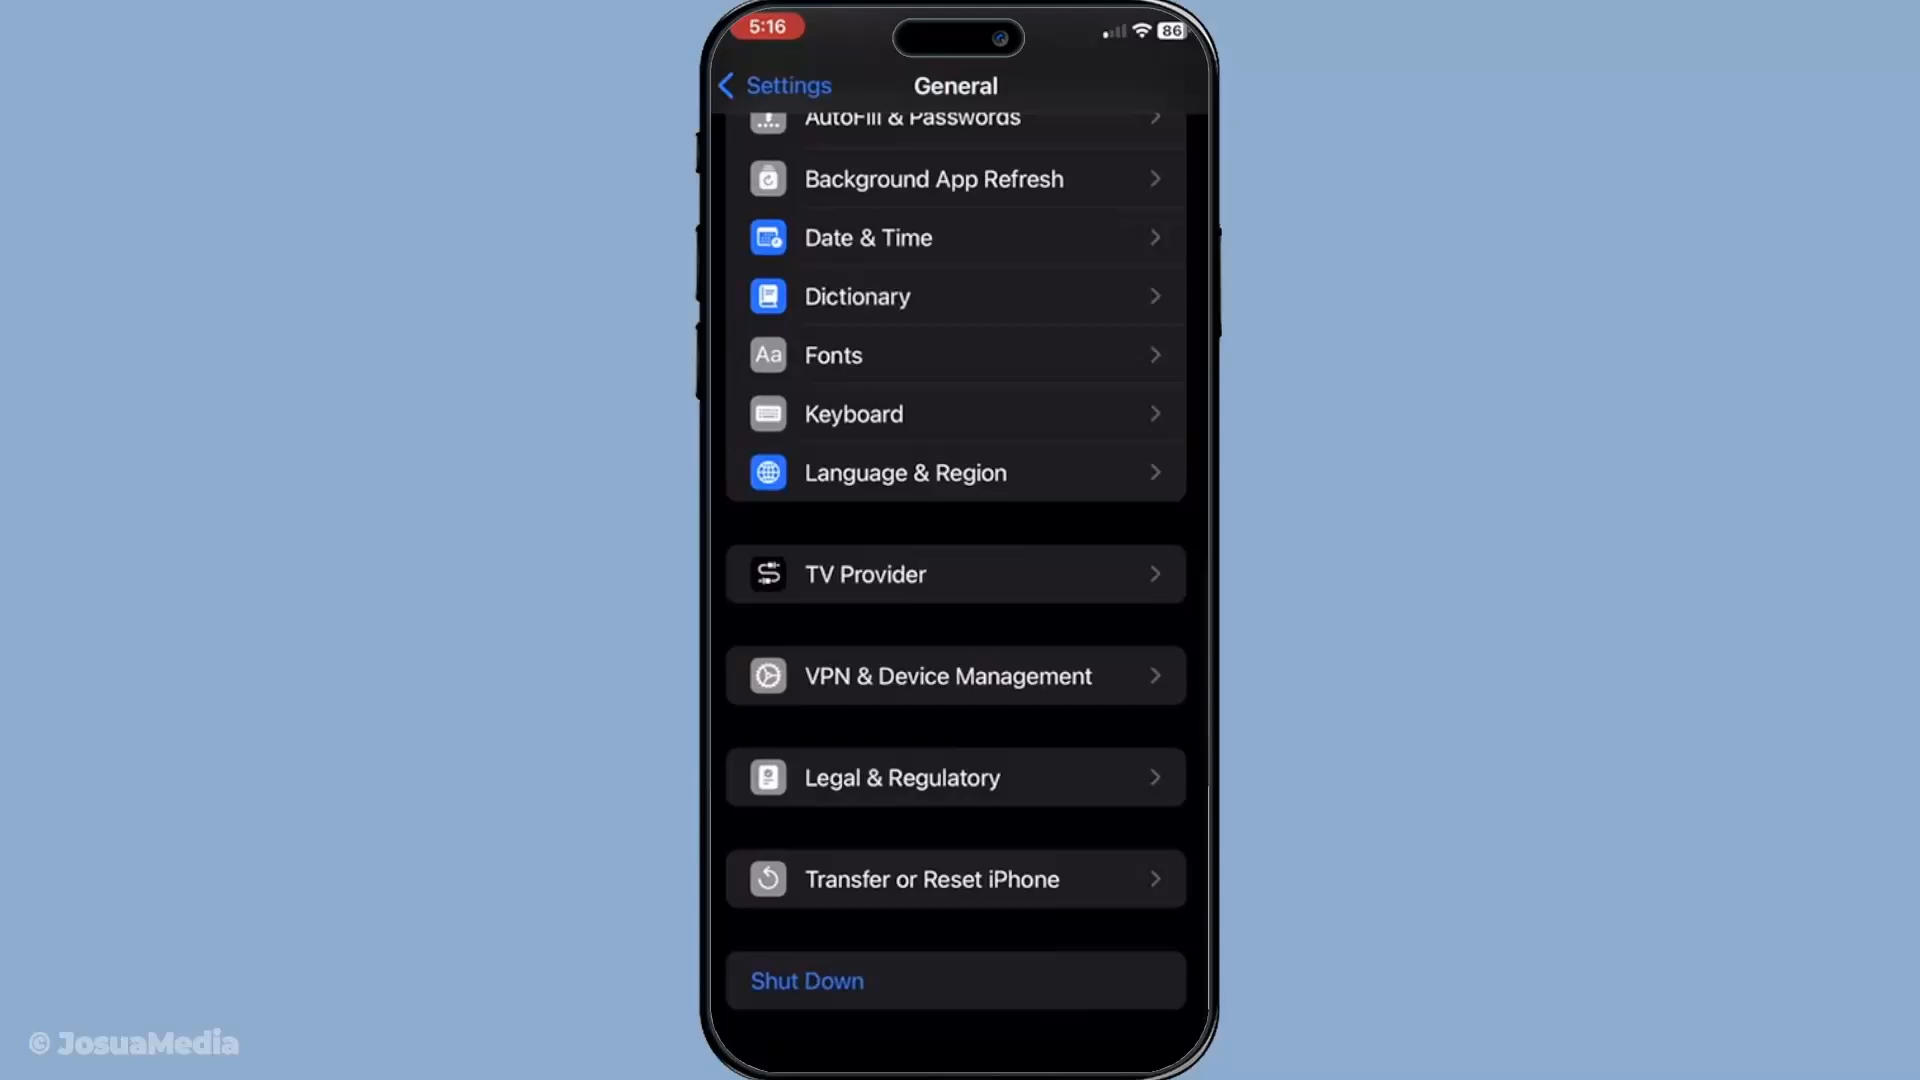 5:16
86
Settings
General
AutoFill & Passwords
Background App Refresh
Date & Time
Dictionary
Aa
Fonts
Keyboard
Language & Region
TV Provider
VPN & Device Management
Legal & Regulatory
Transfer or Reset iPhone
Shut Down
© JosuaMedia